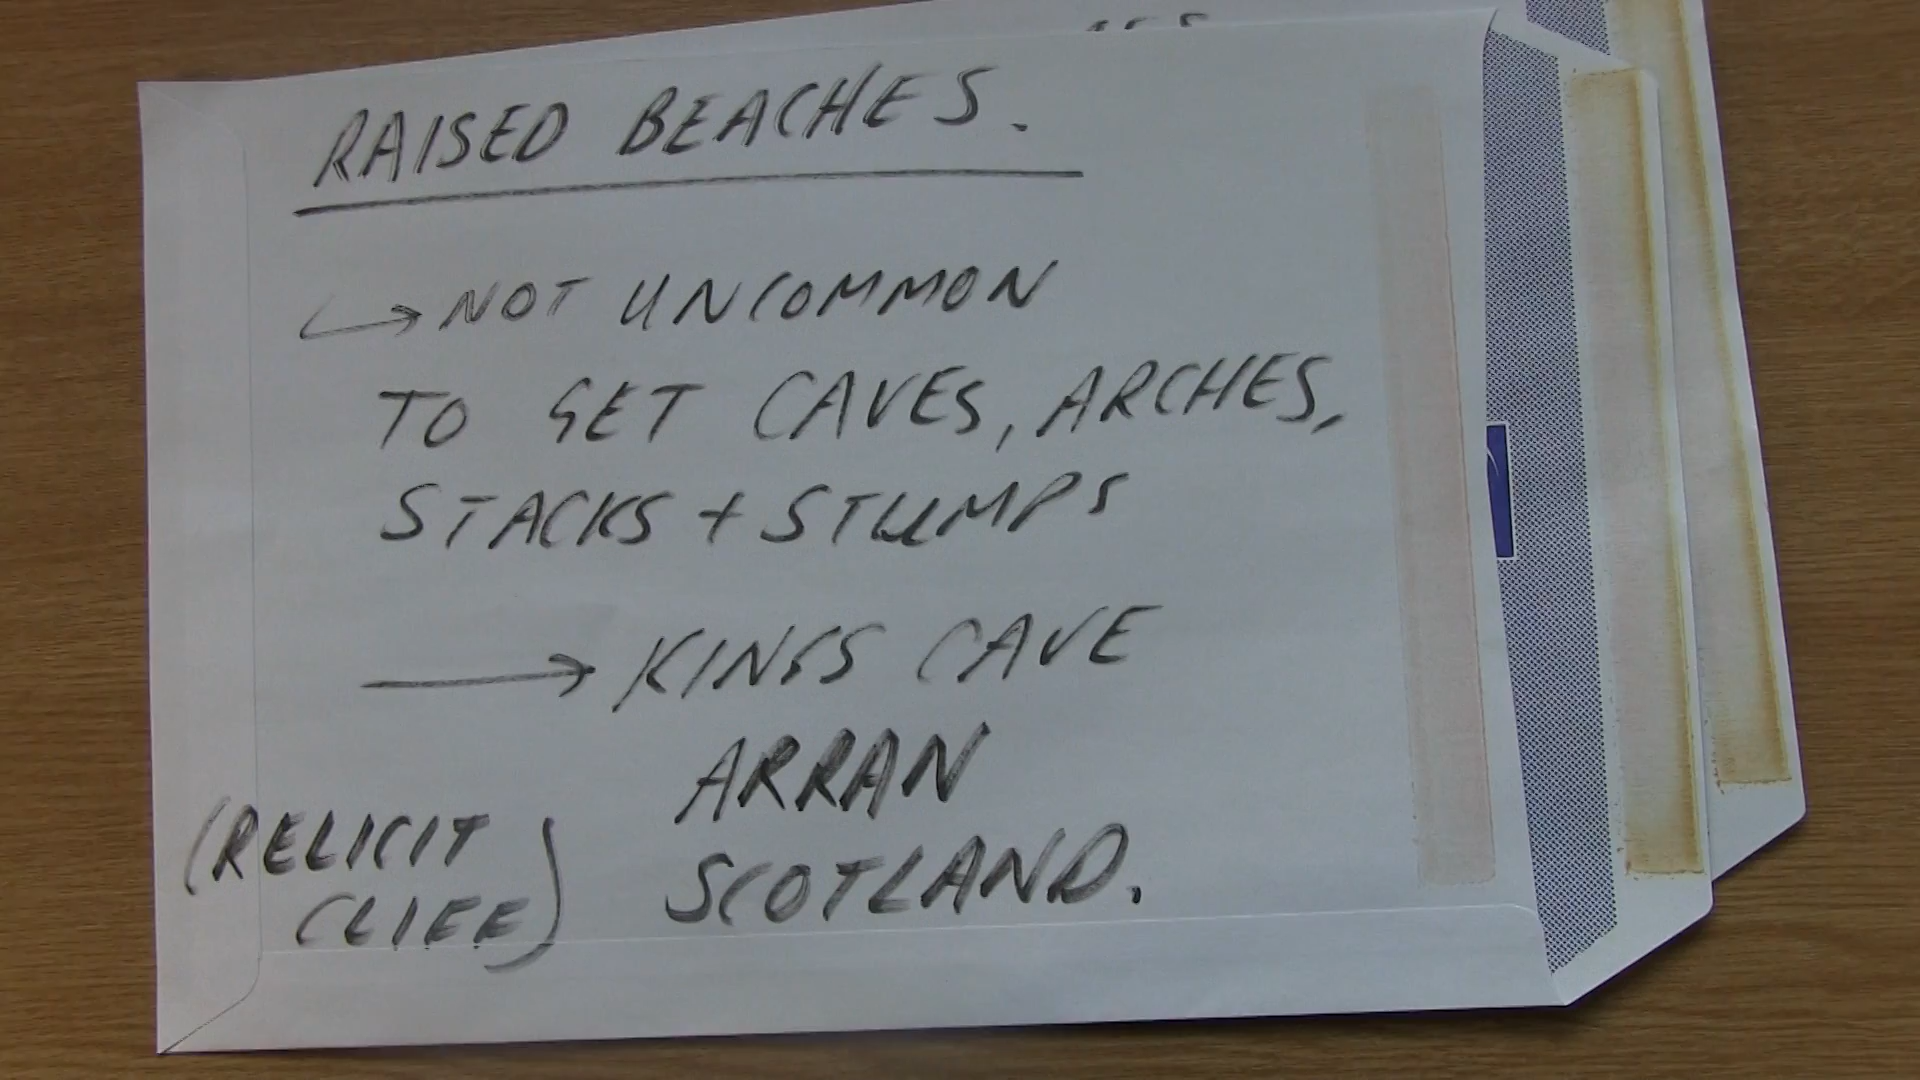 RAISED BEACHES.
→ NOT UNCOMMON
TO GET CAVES, ARCHES,
STACKS + STUMPS
→ KINGS CAVE
ARRAN
SCOTLAND.
(RELICIT
CLIFF)